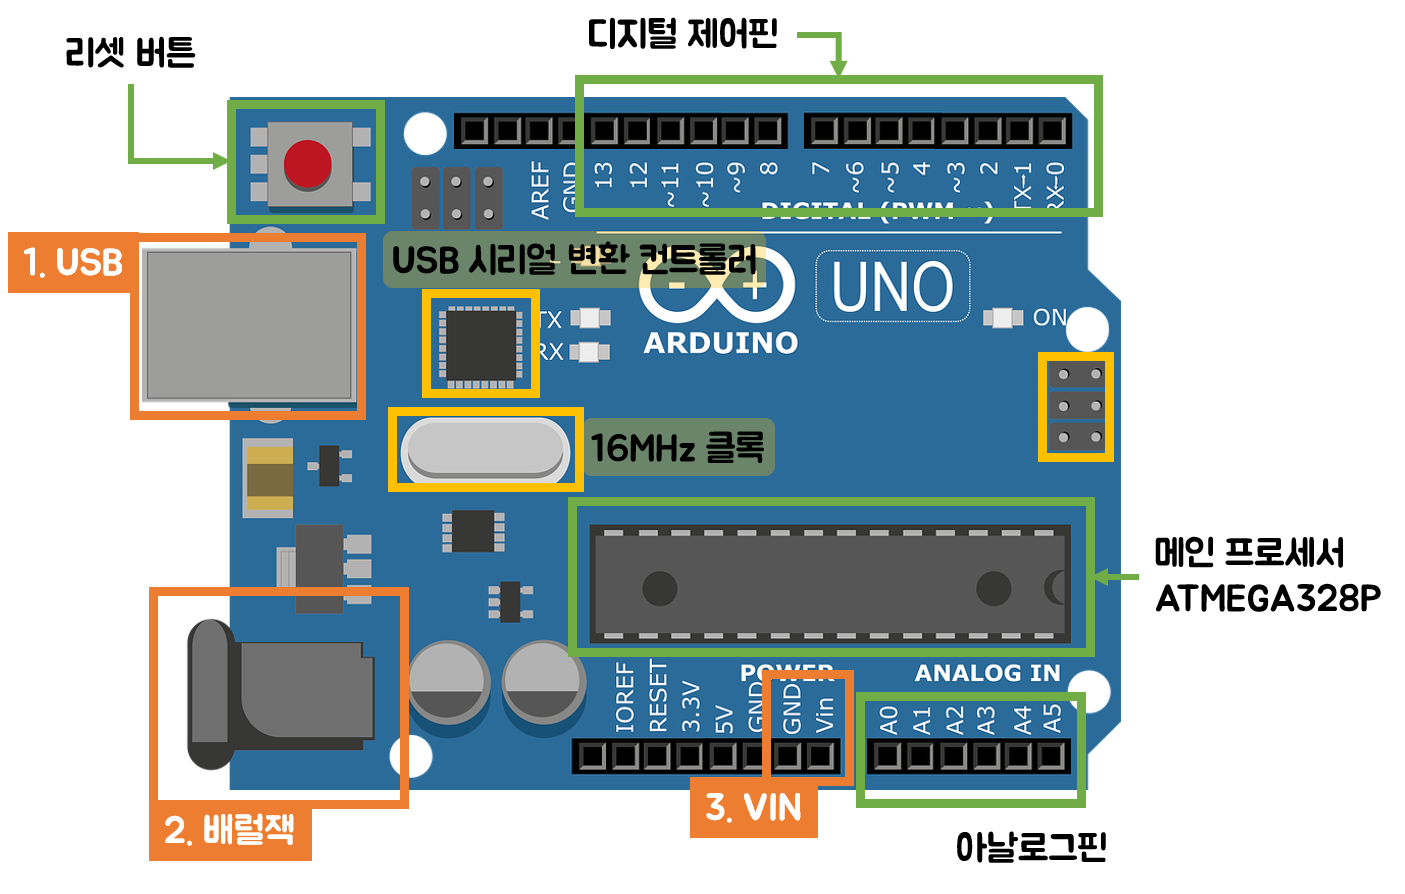 디지털 제어핀
리셋 버튼
AREF
GND
13
12
~11
~10
~9
8
7
~6
~5
4
~3
2
TX-1
RX-0
DIGITAL (PWM ~)
1. USB
USB 시리얼 변환 컨트롤러
- +
UNO
TX
RX
ARDUINO
ON
16MHz 클록
메인 프로세서
ATMEGA328P
POWER
ANALOG IN
IOREF
RESET
3.3V
5V
GND
GND
Vin
A0
A1
A2
A3
A4
A5
3. VIN
2. 배럴잭
아날로그핀